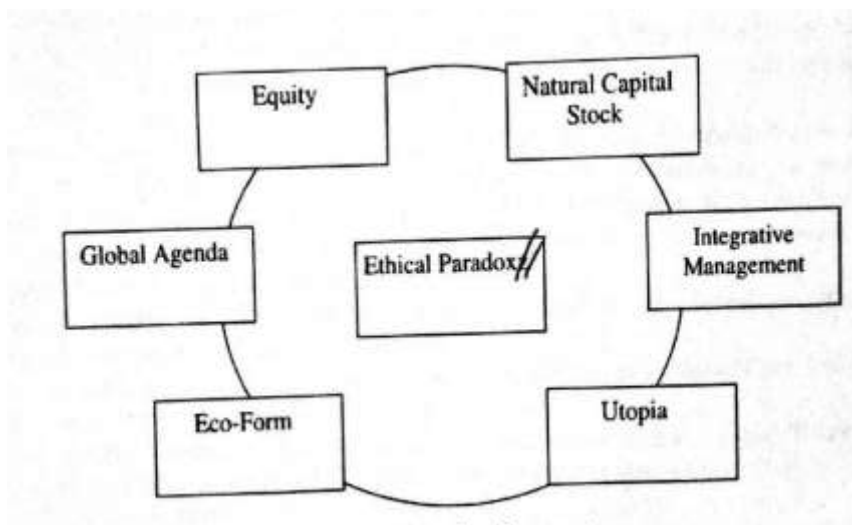 Equity
Natural Capital
Stock
Global Agenda
Ethical Paradox
Integrative
Management
Eco-Form
Utopia